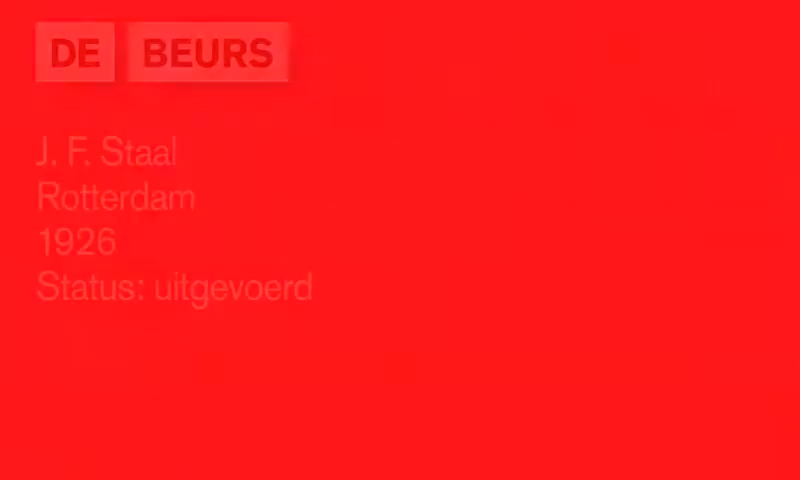 DE BEURS
J. F. Staal
Rotterdam
1926
Status: uitgevoerd